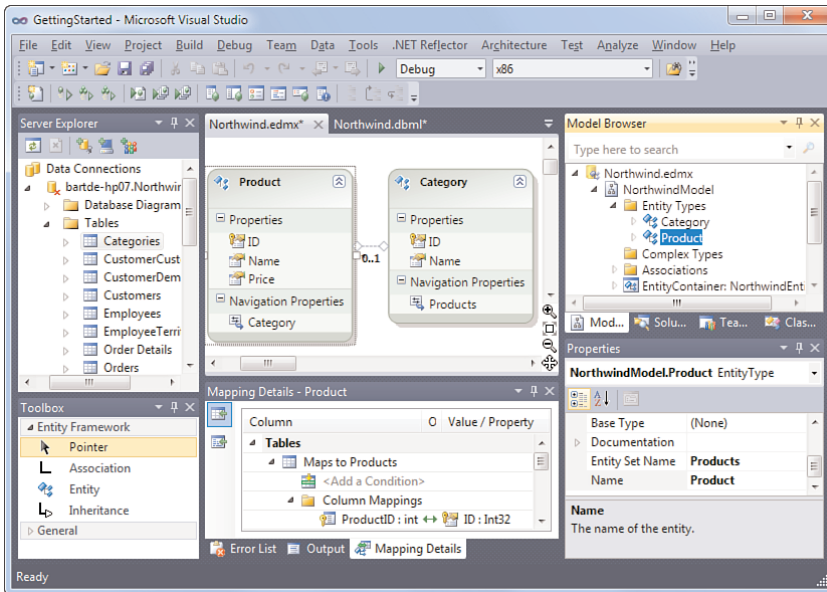 GettingStarted - Microsoft Visual Studio
File Edit View Project Build Debug Team Data Tools .NET Reflector Architecture Test Analyze Window Help
Debug x86
Server Explorer
Data Connections
bartde-hp07.Northwir
Database Diagram
Tables
Categories
CustomerCust
CustomerDem
Customers
Employees
EmployeeTerri
Order Details
Orders
Toolbox
Entity Framework
Pointer
Association
Entity
Inheritance
General
Northwind.edmx* Northwind.dbml*
Product
Properties
ID
Name
Price
Navigation Properties
Category
0..1
Category
Properties
ID
Name
Navigation Properties
Products
Mapping Details - Product
Column O Value / Property
Tables
Maps to Products
<Add a Condition>
Column Mappings
ProductID : int ID : Int32
Error List Output Mapping Details
Model Browser
Type here to search
Northwind.edmx
NorthwindModel
Entity Types
Category
Product
Complex Types
Associations
EntityContainer: NorthwindEnti
Mod... Solu... Tea... Clas...
Properties
NorthwindModel.Product EntityType
Base Type (None)
Documentation
Entity Set Name Products
Name Product
Name
The name of the entity.
Ready